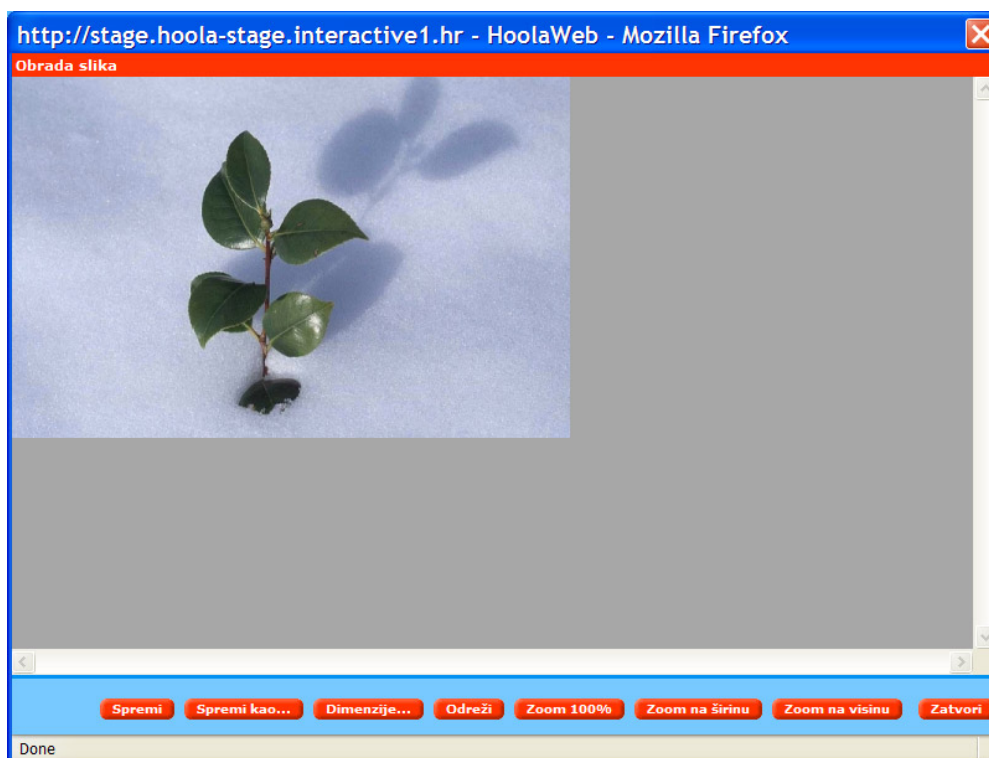 http://stage.hoola-stage.interactive1.hr - HoolaWeb - Mozilla Firefox
Obrada slika
Spremi Spremi kao... Dimenzije... Odreži Zoom 100% Zoom na širinu Zoom na visinu Zatvori
Done